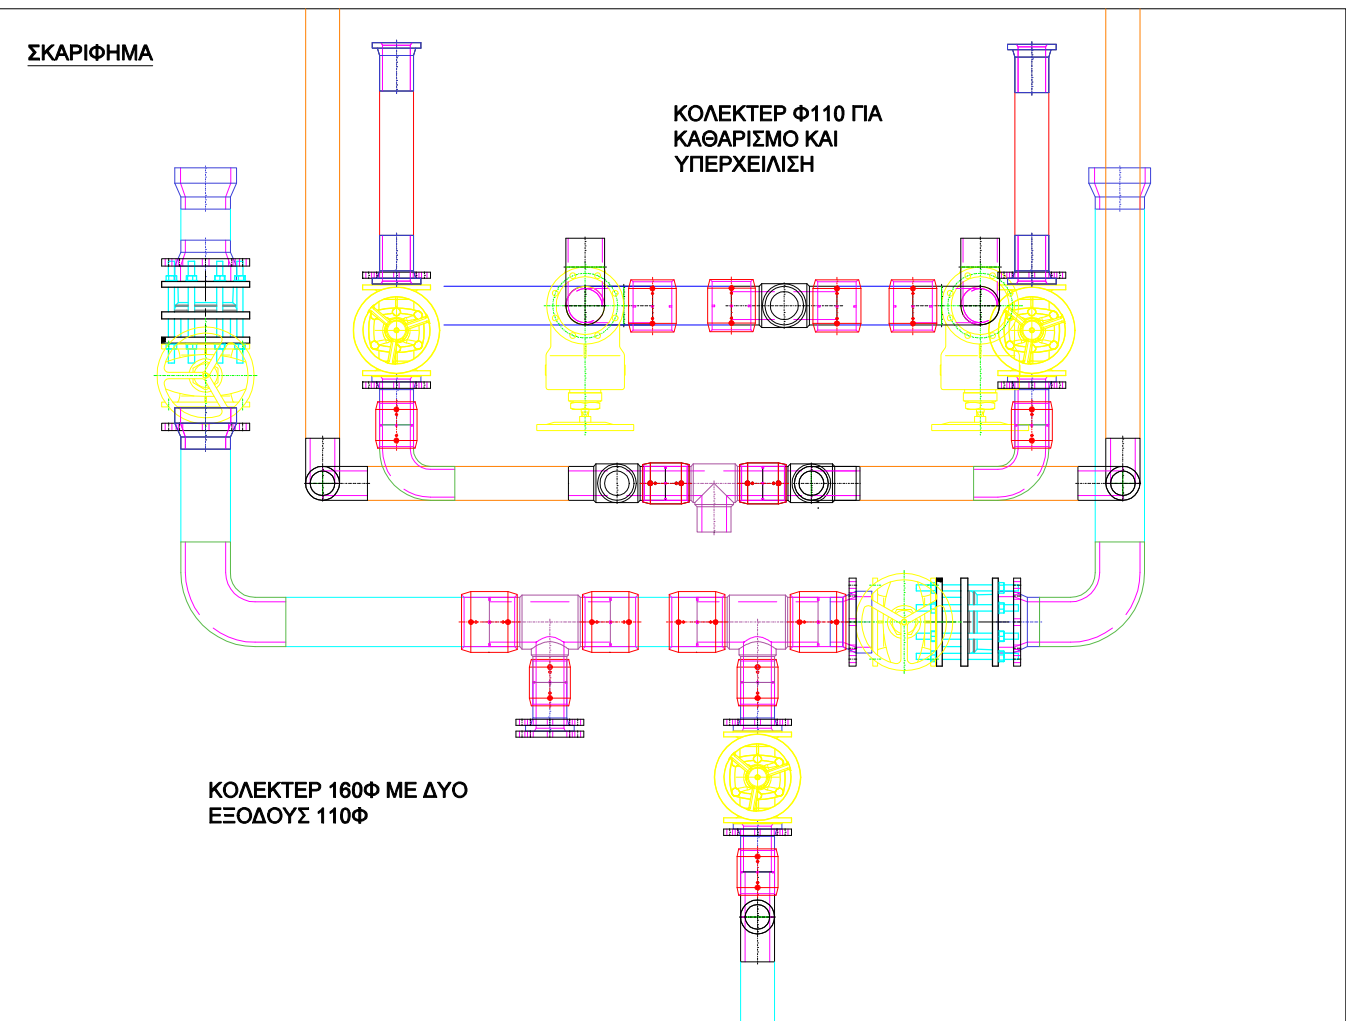 ΣΚΑΡΙΦΗΜΑ
ΚΟΛΕΚΤΕΡ Φ110 ΓΙΑ
ΚΑΘΑΡΙΣΜΟ ΚΑΙ
ΥΠΕΡΧΕΙΛΙΣΗ
ΚΟΛΕΚΤΕΡ 160Φ ΜΕ ΔΥΟ
ΕΞΟΔΟΥΣ 110Φ